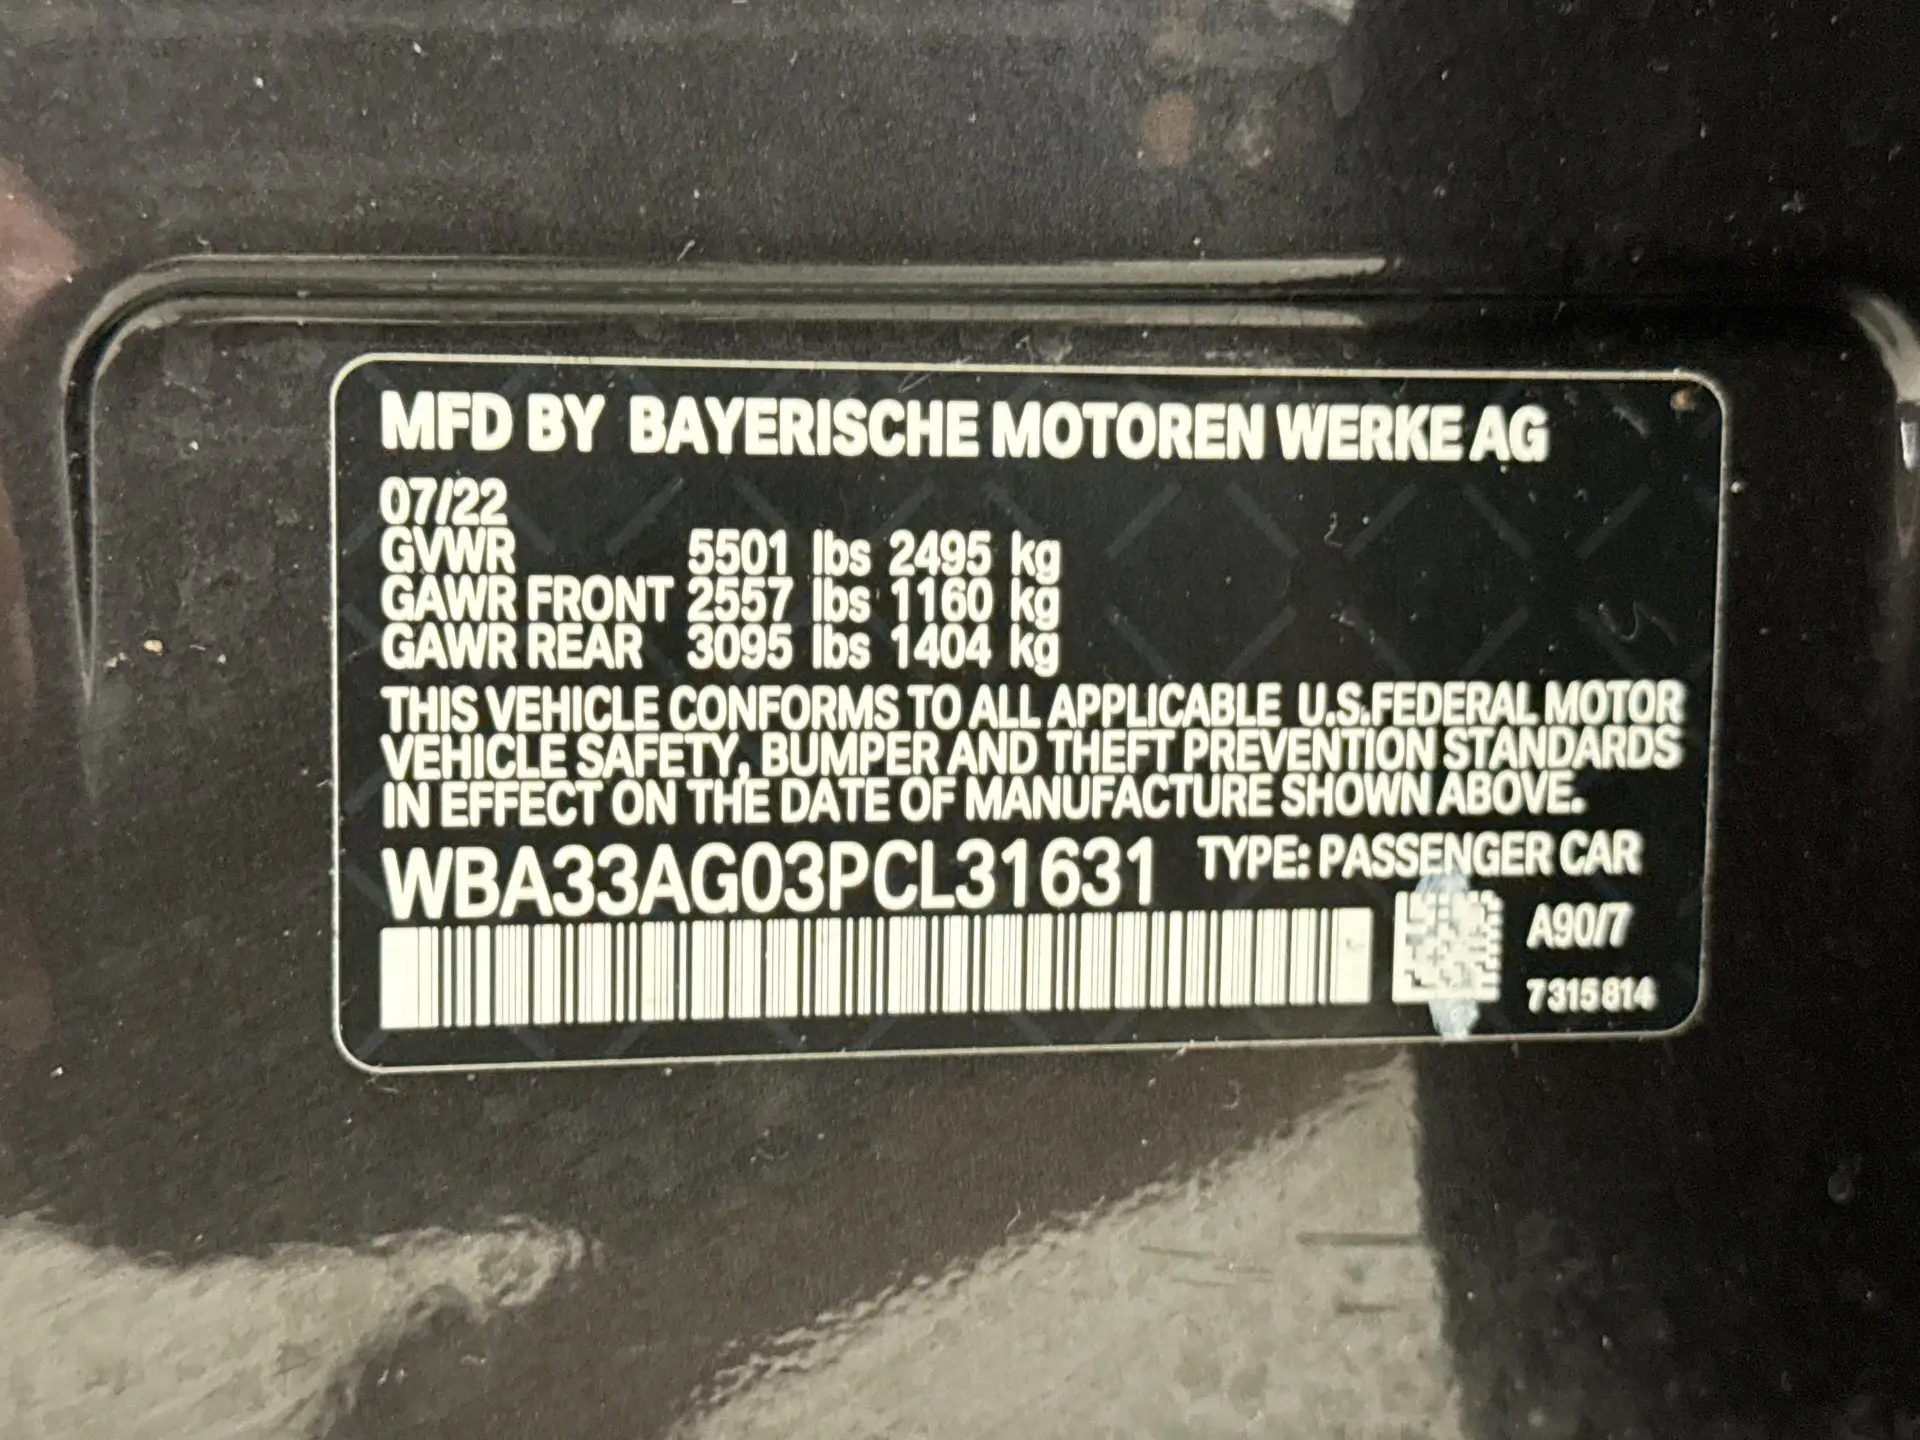 MFD BY BAYERISCHE MOTOREN WERKE AG
07/22
GVWR 5501 lbs 2495 kg
GAWR FRONT 2557 lbs 1160 kg
GAWR REAR 3095 lbs 1404 kg
THIS VEHICLE CONFORMS TO ALL APPLICABLE U.S.FEDERAL MOTOR
VEHICLE SAFETY, BUMPER AND THEFT PREVENTION STANDARDS
IN EFFECT ON THE DATE OF MANUFACTURE SHOWN ABOVE.
WBA33AG03PCL31631 TYPE: PASSENGER CAR
A90/7
7315814